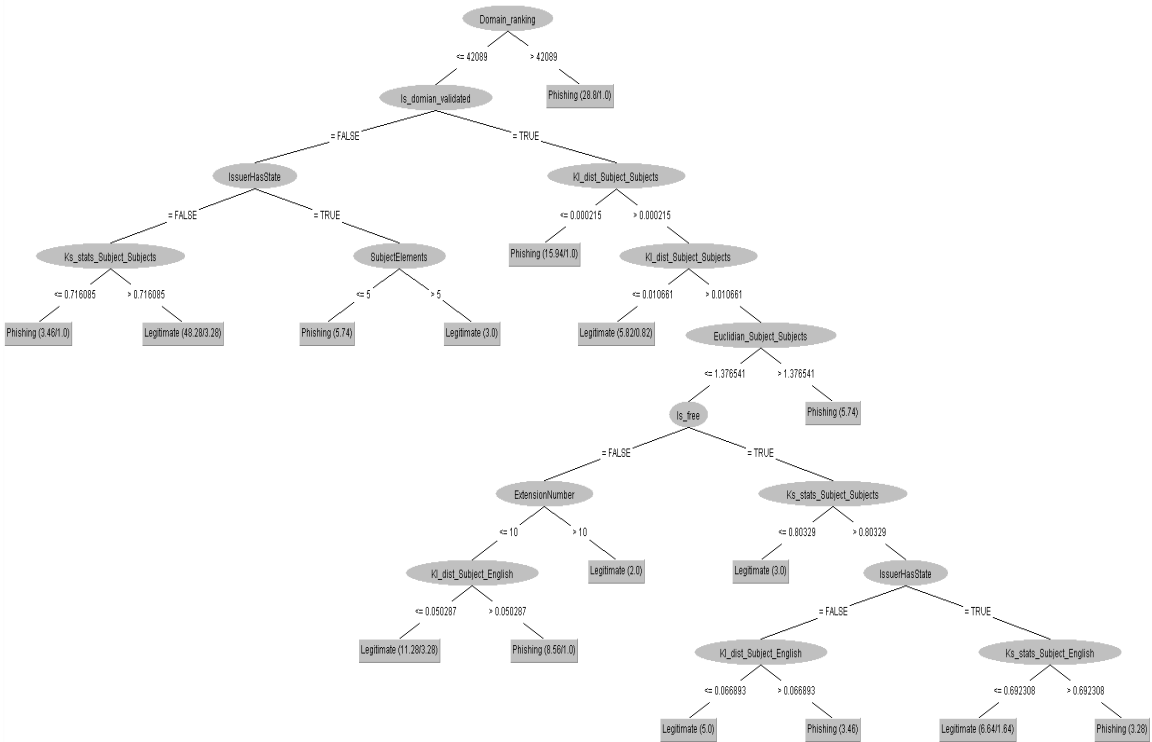 Domain_ranking
<= 42089 > 42089
Is_domian_validated Phishing (28.8/1.0)
= FALSE = TRUE
IssuerHasState Kl_dist_Subject_Subjects
= FALSE = TRUE <= 0.000215 > 0.000215
Ks_stats_Subject_Subjects SubjectElements Phishing (15.94/1.0) Kl_dist_Subject_Subjects
<= 0.716085 > 0.716085 <= 5 > 5 <= 0.010661 > 0.010661
Phishing (3.46/1.0) Legitimate (48.28/3.28) Phishing (5.74) Legitimate (3.0) Legitimate (5.82/0.82) Euclidian_Subject_Subjects
<= 1.376541 > 1.376541
Is_free Phishing (5.74)
= FALSE = TRUE
ExtensionNumber Ks_stats_Subject_Subjects
<= 10 > 10 <= 0.80329 > 0.80329
Kl_dist_Subject_English Legitimate (2.0) Legitimate (3.0) IssuerHasState
<= 0.050287 > 0.050287 = FALSE = TRUE
Legitimate (11.28/3.28) Phishing (8.56/1.0) Kl_dist_Subject_English Ks_stats_Subject_English
<= 0.066893 > 0.066893 <= 0.692308 > 0.692308
Legitimate (5.0) Phishing (3.46) Legitimate (6.64/1.64) Phishing (3.28)